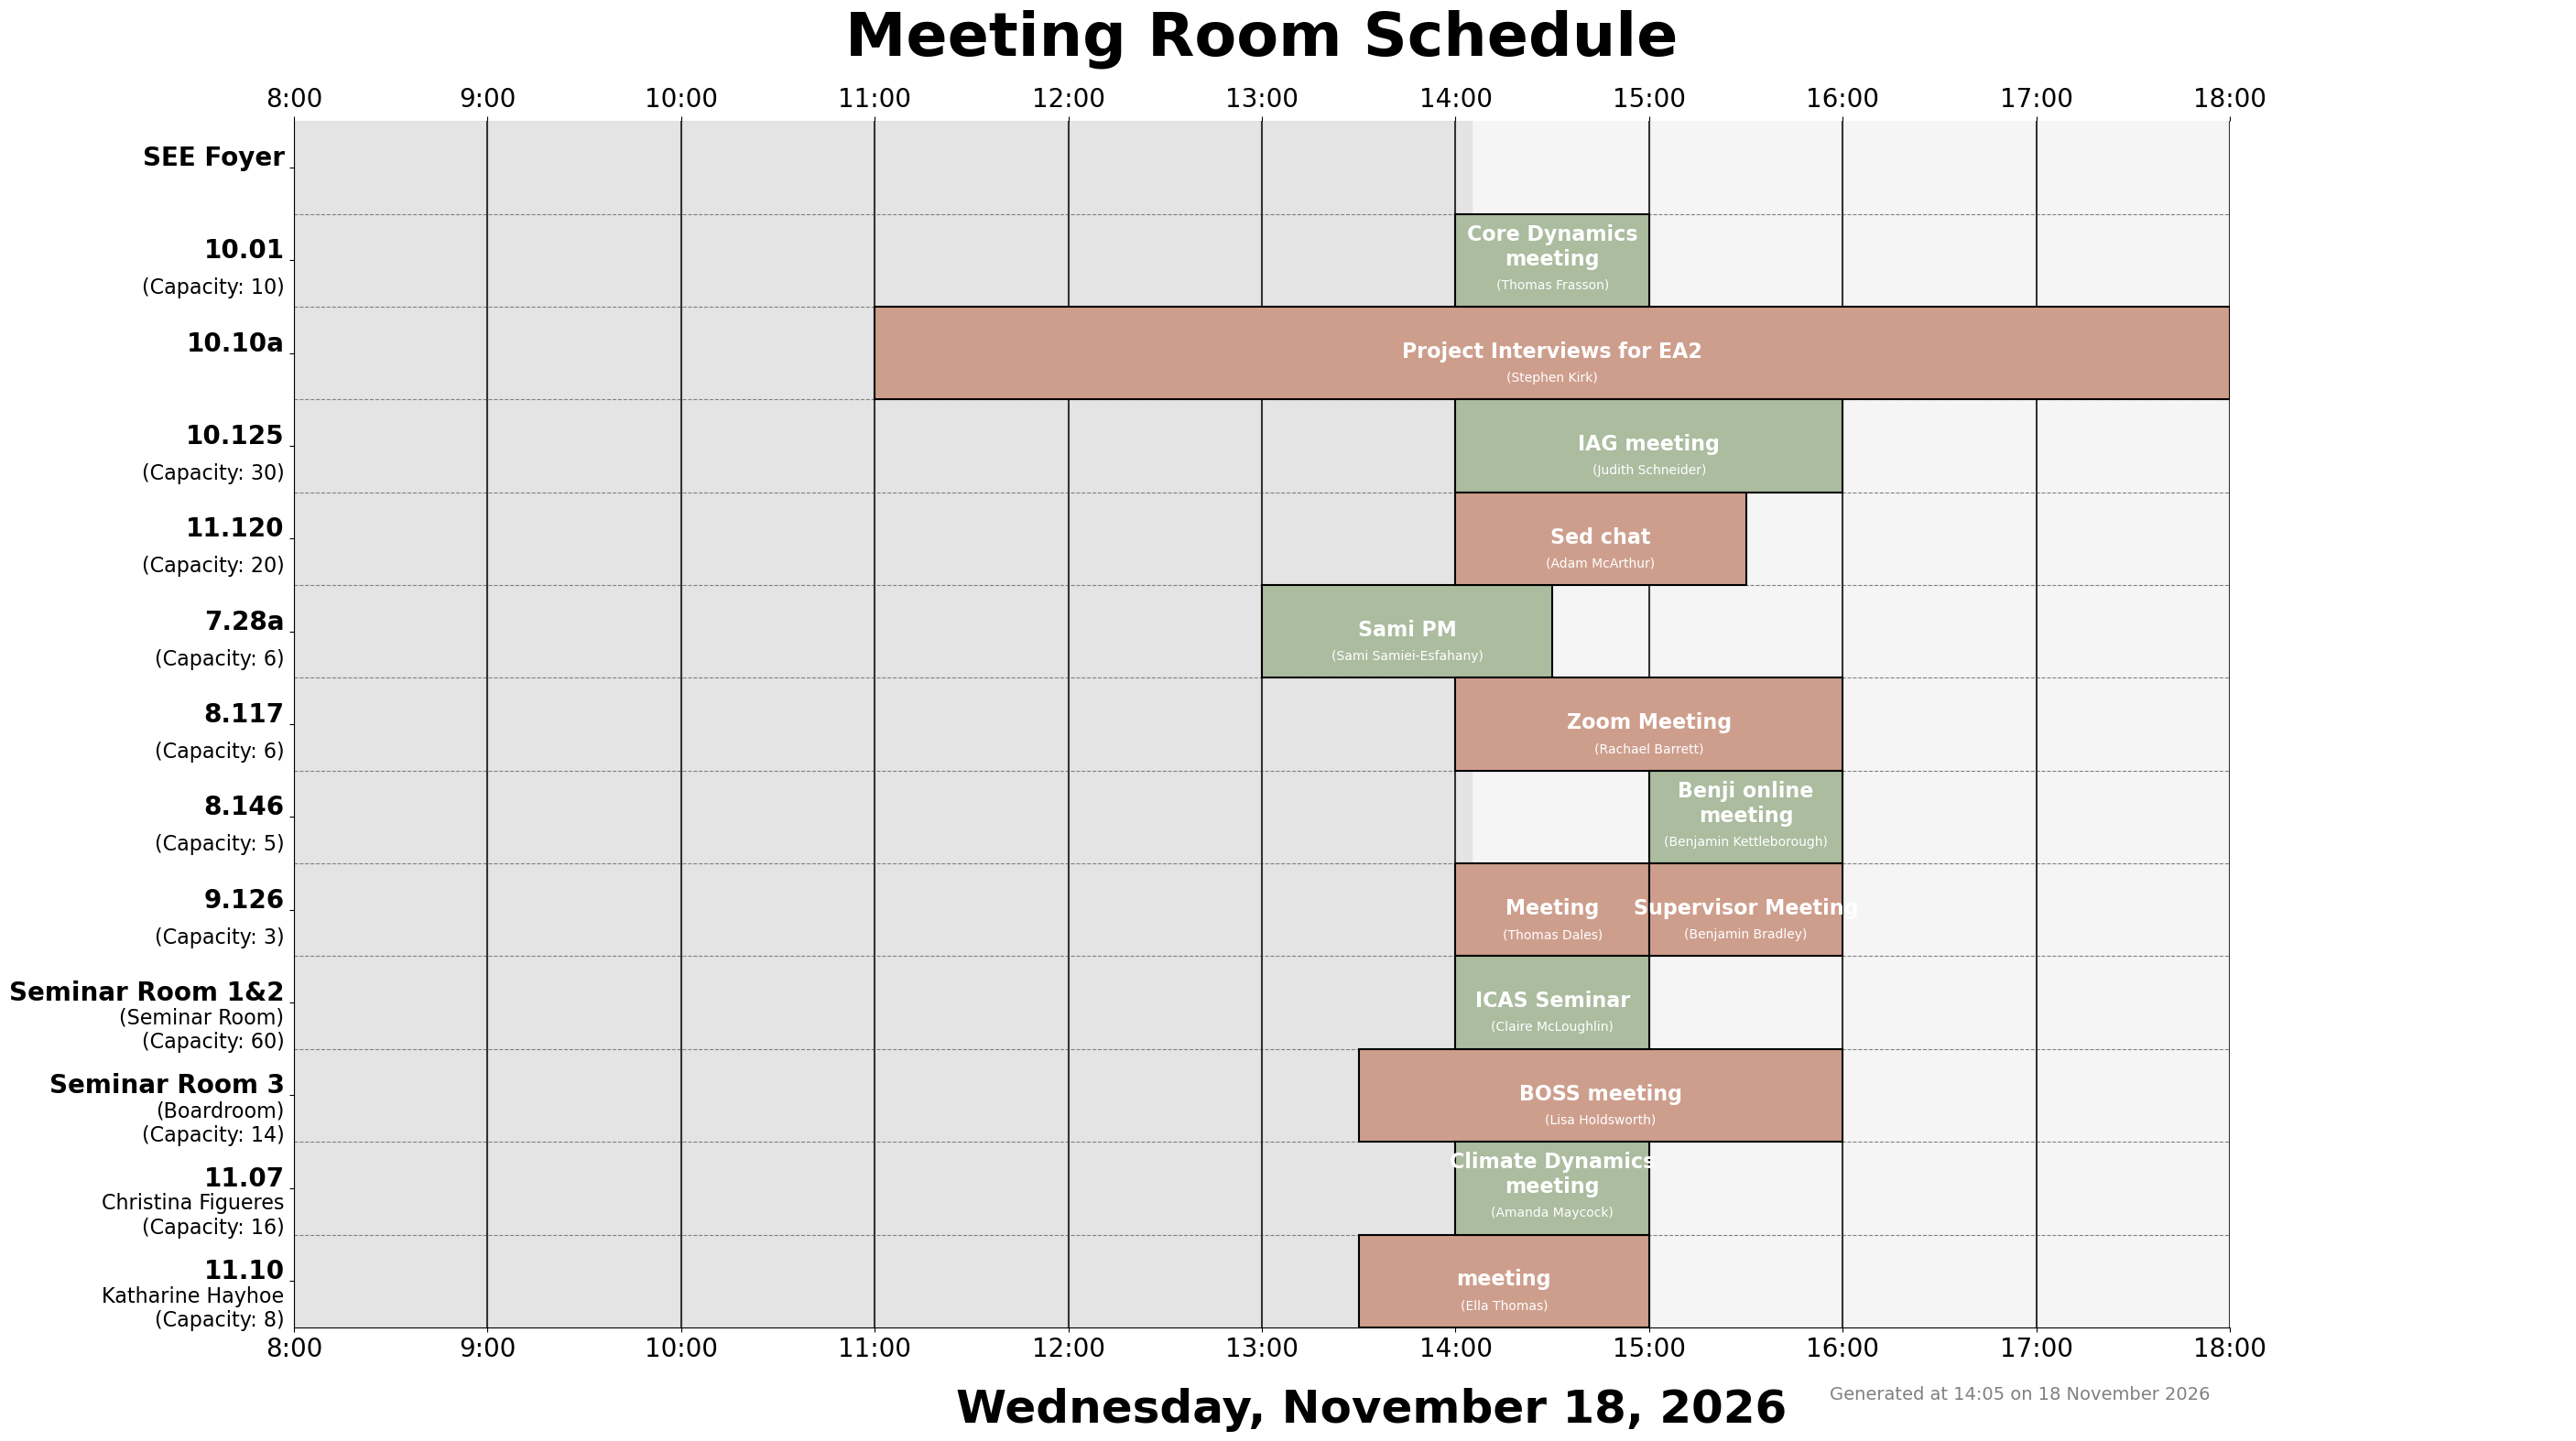 Meeting Room Schedule
8:00 9:00 10:00 11:00 12:00 13:00 14:00 15:00 16:00 17:00 18:00
SEE Foyer
10.01
(Capacity: 10)
Core Dynamics
meeting
(Thomas Frasson)
10.10a
Project Interviews for EA2
(Stephen Kirk)
10.125
(Capacity: 30)
IAG meeting
(Judith Schneider)
11.120
(Capacity: 20)
Sed chat
(Adam McArthur)
7.28a
(Capacity: 6)
Sami PM
(Sami Samiei-Esfahany)
8.117
(Capacity: 6)
Zoom Meeting
(Rachael Barrett)
8.146
(Capacity: 5)
Benji online
meeting
(Benjamin Kettleborough)
9.126
(Capacity: 3)
Meeting
(Thomas Dales)
Supervisor Meeting
(Benjamin Bradley)
Seminar Room 1&2
(Seminar Room)
(Capacity: 60)
ICAS Seminar
(Claire McLoughlin)
Seminar Room 3
(Boardroom)
(Capacity: 14)
BOSS meeting
(Lisa Holdsworth)
11.07
Christina Figueres
(Capacity: 16)
Climate Dynamics
meeting
(Amanda Maycock)
11.10
Katharine Hayhoe
(Capacity: 8)
meeting
(Ella Thomas)
8:00 9:00 10:00 11:00 12:00 13:00 14:00 15:00 16:00 17:00 18:00
Wednesday, November 18, 2026
Generated at 14:05 on 18 November 2026